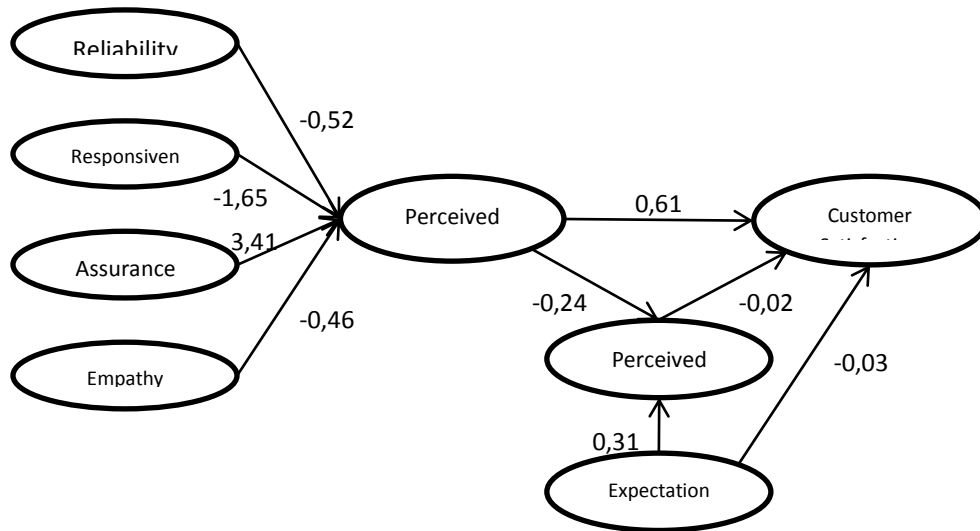 Reliability
-0,52
Responsiven
-1,65
Perceived
0,61
Customer
3,41
Assurance
-0,24
-0,02
-0,46
Perceived
-0,03
Empathy
0,31
Expectation